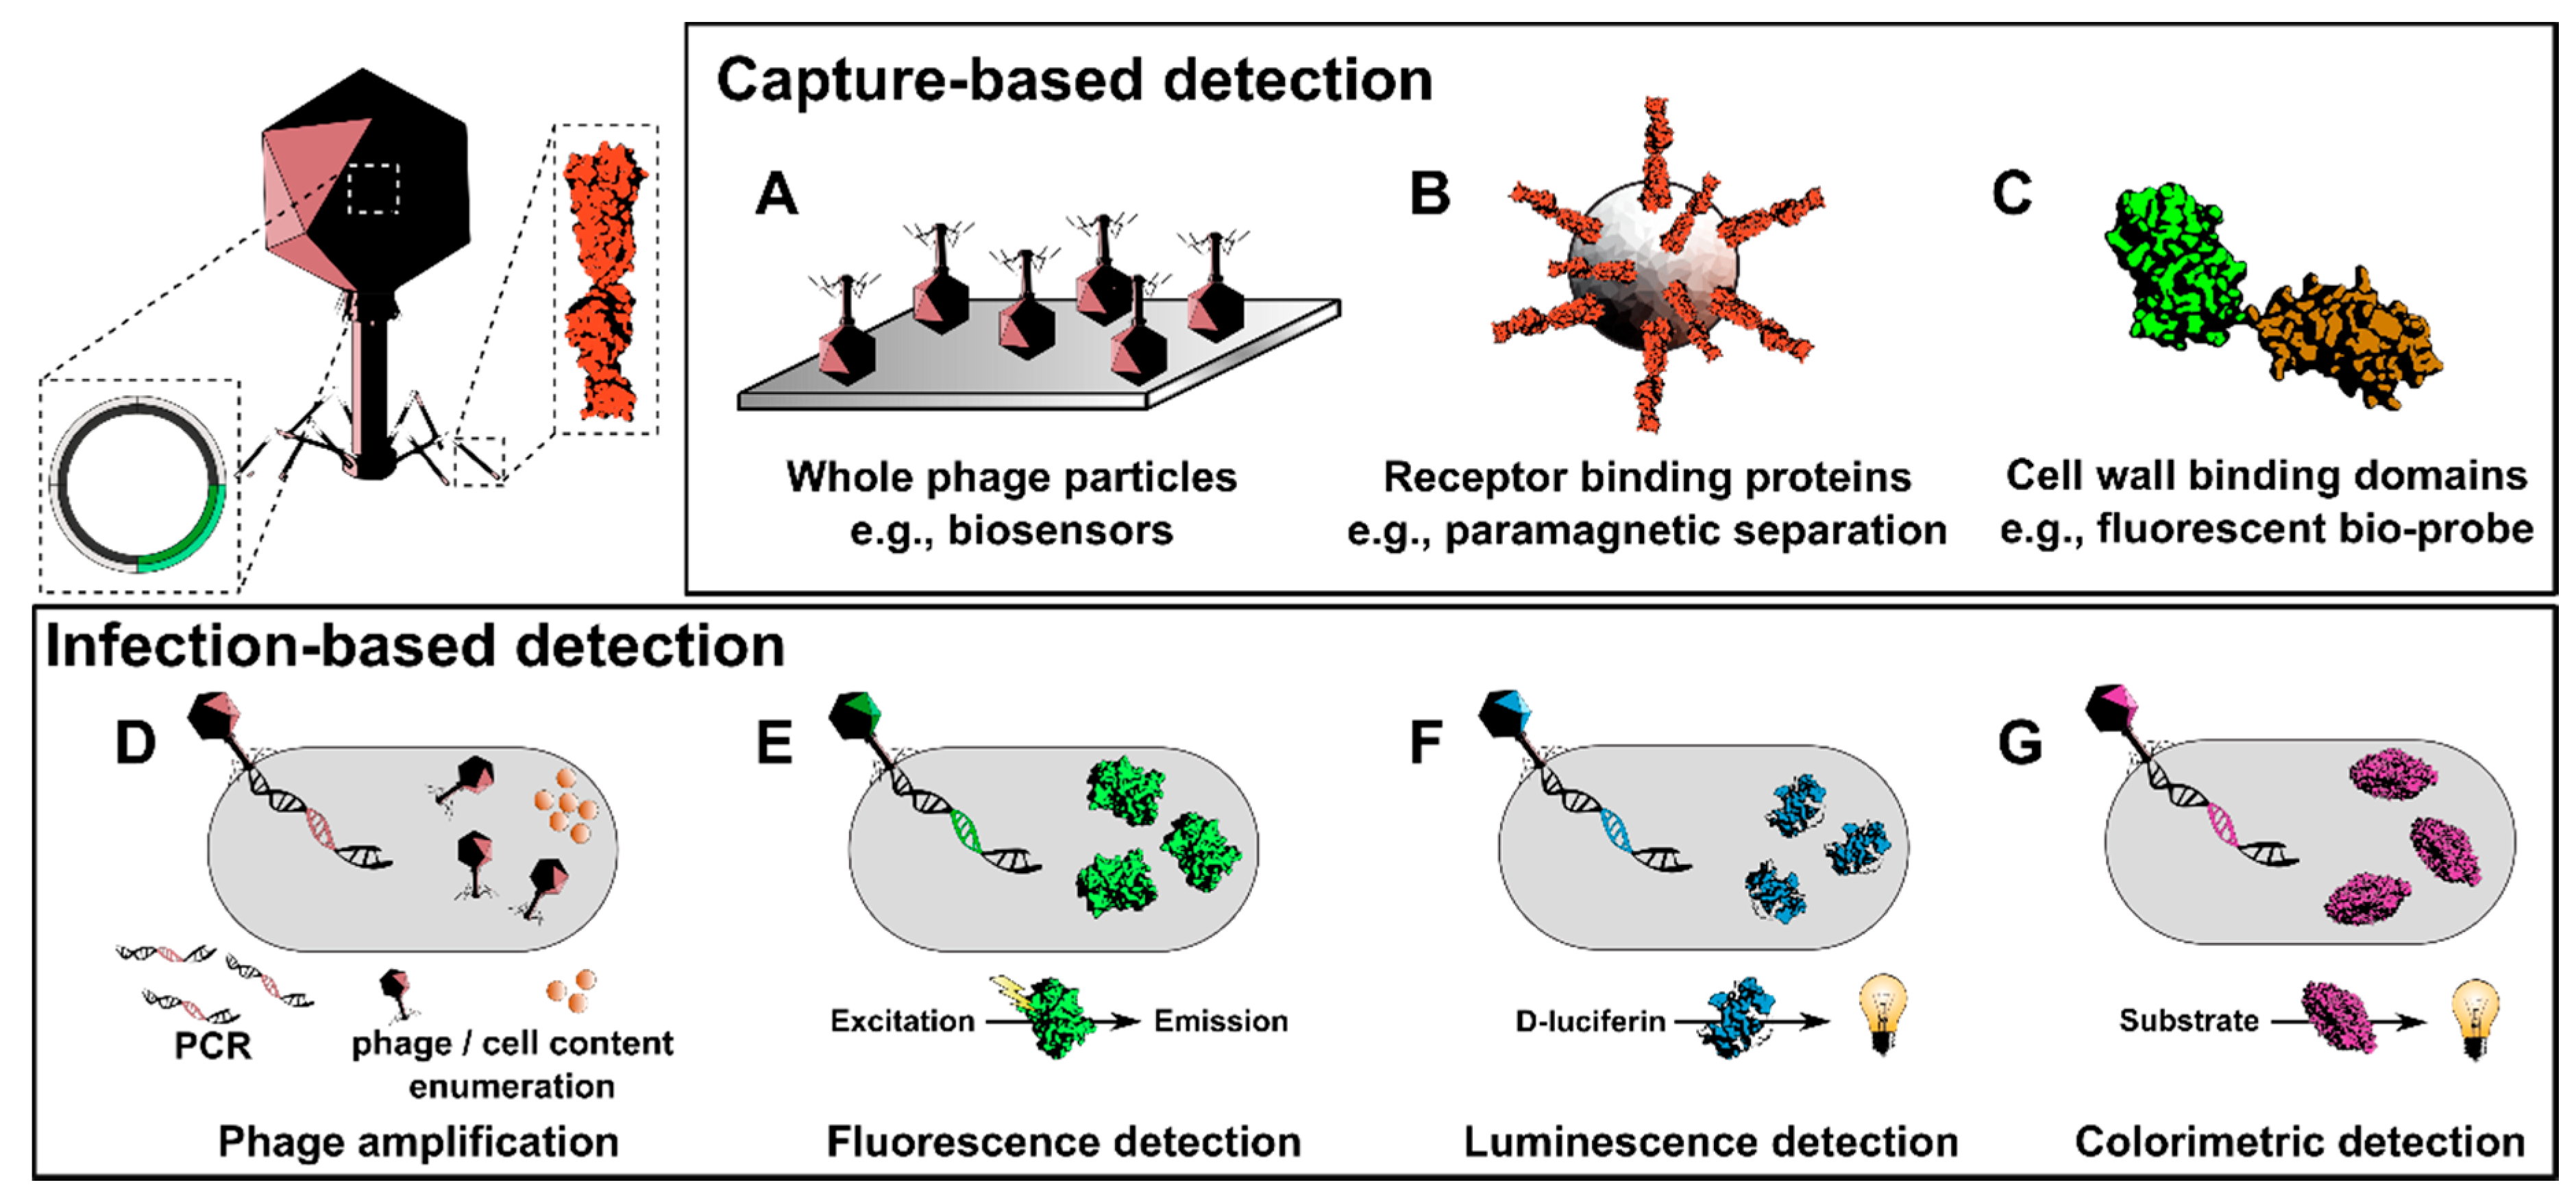 Capture-based detection
A
B
C
Whole phage particles
e.g., biosensors
Receptor binding proteins
e.g., paramagnetic separation
Cell wall binding domains
e.g., fluorescent bio-probe
Infection-based detection
D
E
F
G
PCR
phage / cell content
enumeration
Excitation
Emission
D-luciferin
Substrate
Phage amplification
Fluorescence detection
Luminescence detection
Colorimetric detection